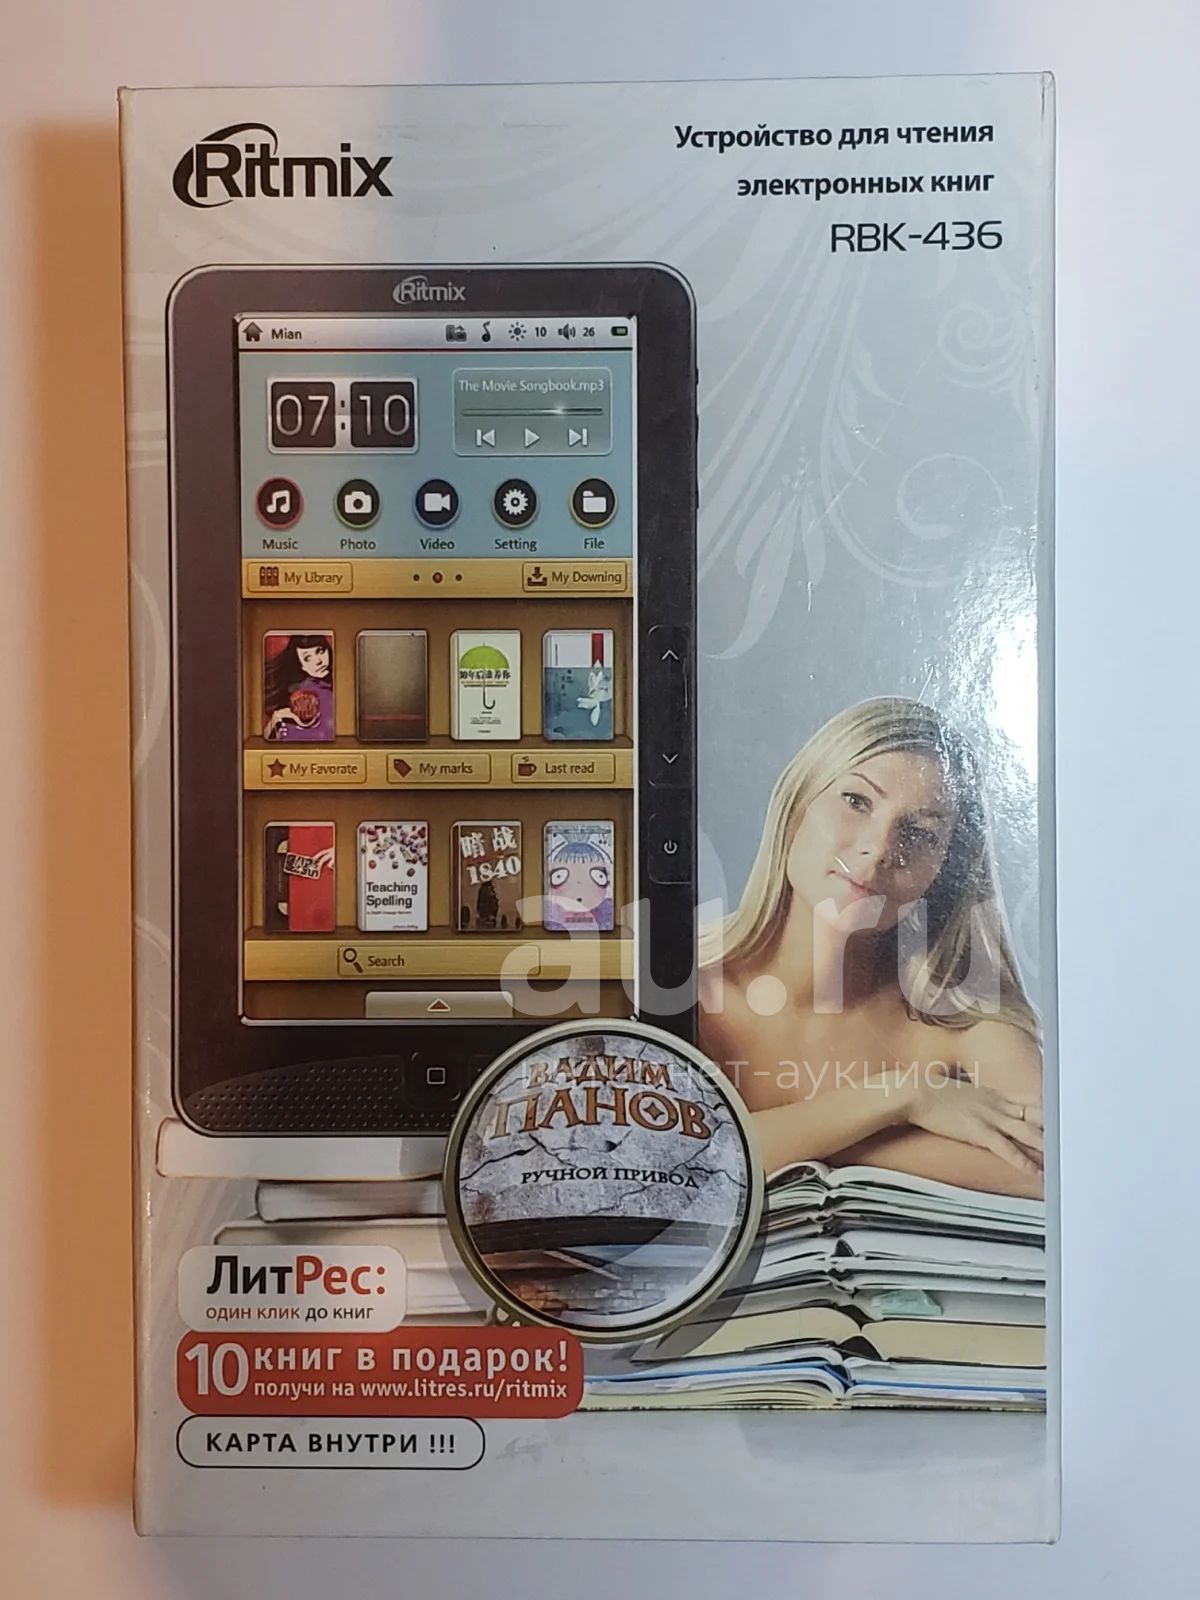 Ritmix
Устройство для чтения
электронных книг
RBK-436
Ritmix
Mian
10
26
07:10
The Movie Songbook.mp3
Music
Photo
Video
Setting
File
My Library
My Downing
My Favorate
My marks
Last read
暗战
1840
Teaching
Spelling
Search
au.ru
интернет-аукцион
ВАДИМ
ПАНОВ
РУЧНОЙ ПРИВОД
ЛитРес:
один клик до книг
10 книг в подарок!
получи на www.litres.ru/ritmix
КАРТА ВНУТРИ !!!